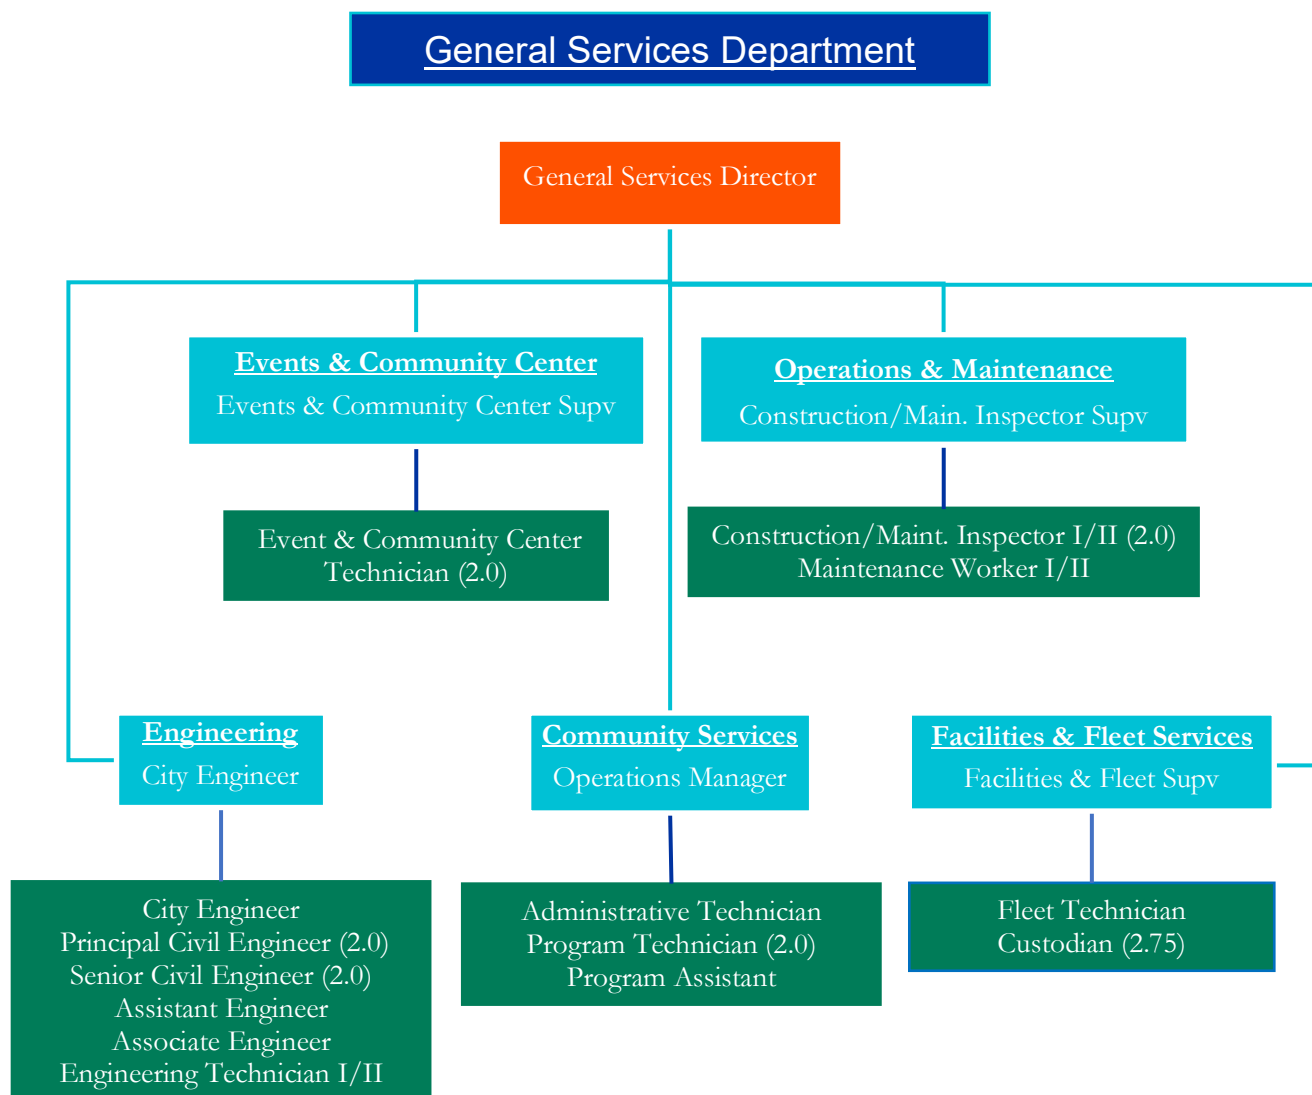 General Services Department
General Services Director
Events & Community Center
Events & Community Center Supv
Operations & Maintenance
Construction/Main. Inspector Supv
Event & Community Center
Technician (2.0)
Construction/Maint. Inspector I/II (2.0)
Maintenance Worker I/II
Engineering
City Engineer
Community Services
Operations Manager
Facilities & Fleet Services
Facilities & Fleet Supv
City Engineer
Principal Civil Engineer (2.0)
Senior Civil Engineer (2.0)
Assistant Engineer
Associate Engineer
Engineering Technician I/II
Administrative Technician
Program Technician (2.0)
Program Assistant
Fleet Technician
Custodian (2.75)